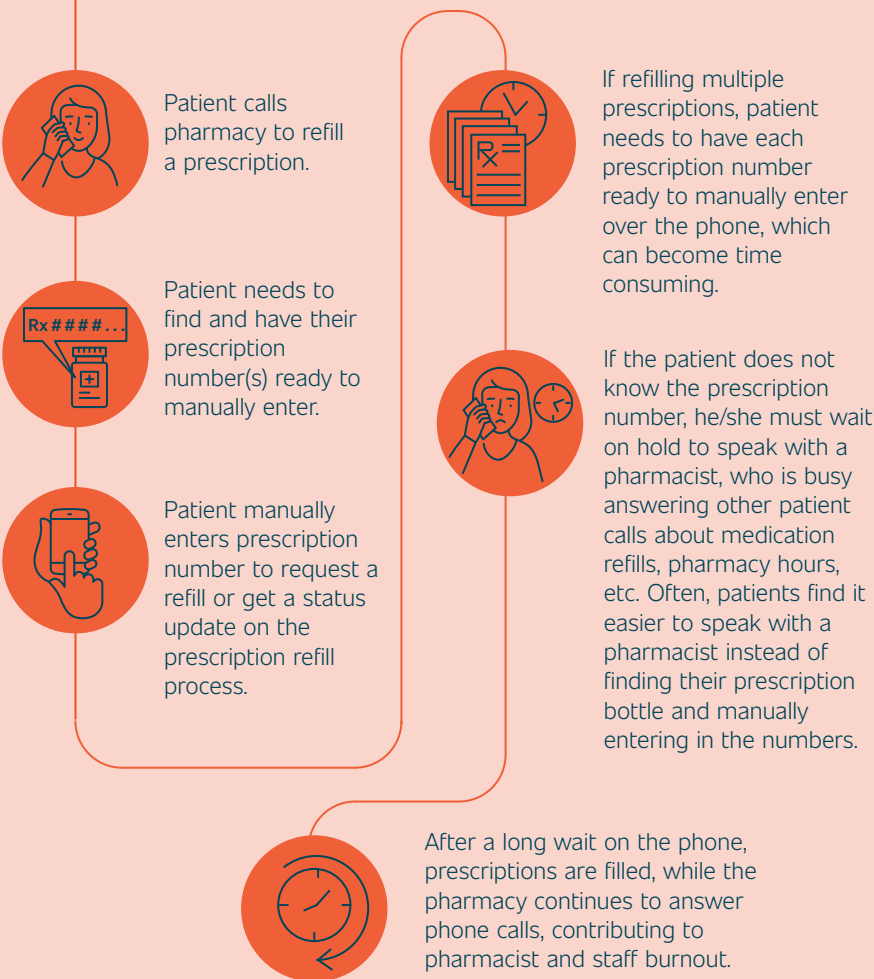 Patient calls
pharmacy to refill
a prescription.
Rx####...
Patient needs to
find and have their
prescription
number(s) ready to
manually enter.
Patient manually
enters prescription
number to request a
refill or get a status
update on the
prescription refill
process.
Rx
If refilling multiple
prescriptions, patient
needs to have each
prescription number
ready to manually enter
over the phone, which
can become time
consuming.
If the patient does not
know the prescription
number, he/she must wait
on hold to speak with a
pharmacist, who is busy
answering other patient
calls about medication
refills, pharmacy hours,
etc. Often, patients find it
easier to speak with a
pharmacist instead of
finding their prescription
bottle and manually
entering in the numbers.
After a long wait on the phone,
prescriptions are filled, while the
pharmacy continues to answer
phone calls, contributing to
pharmacist and staff burnout.